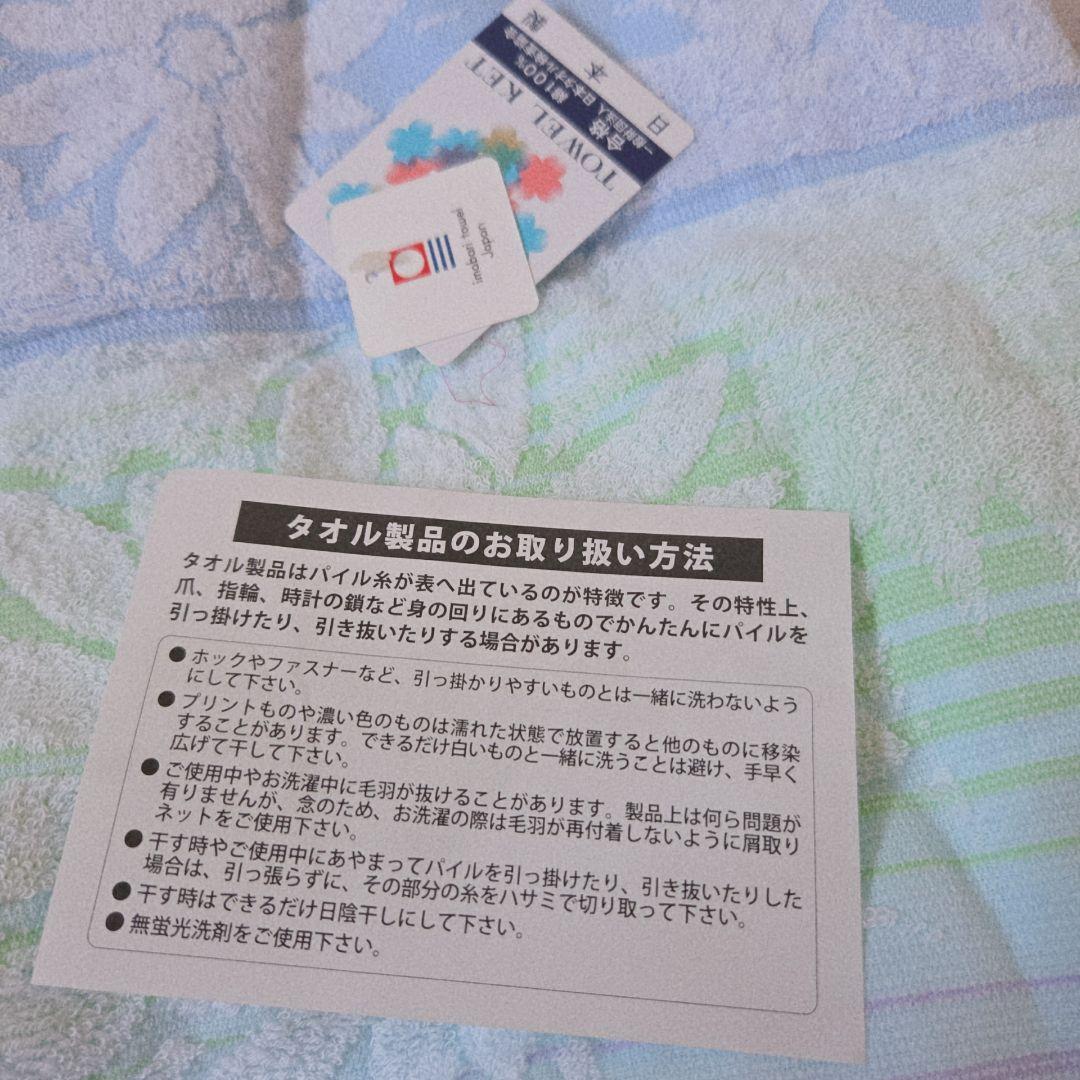 日本製
合格 綿100%
一般財団法人 日本タオル検査協会
TOWEL KET
imabari towel
Japan
タオル製品のお取り扱い方法
タオル製品はパイル糸が表へ出ているのが特徴です。その特性上、
爪、指輪、時計の鎖など身の回りにあるものでかんたんにパイルを
引っ掛けたり、引き抜いたりする場合があります。
●ホックやファスナーなど、引っ掛かりやすいものとは一緒に洗わないよう
にして下さい。
●プリントものや濃い色のものは濡れた状態で放置すると他のものに移染
することがあります。できるだけ白いものと一緒に洗うことは避け、手早く
広げて干して下さい。
●ご使用中やお洗濯中に毛羽が抜けることがあります。製品上は何ら問題が
有りませんが、念のため、お洗濯の際は毛羽が再付着しないように屑取り
ネットをご使用下さい。
●干す時やご使用中にあやまってパイルを引っ掛けたり、引き抜いたりした
場合は、引っ張らずに、その部分の糸をハサミで切り取って下さい。
●干す時はできるだけ日陰干しにして下さい。
●無蛍光洗剤をご使用下さい。